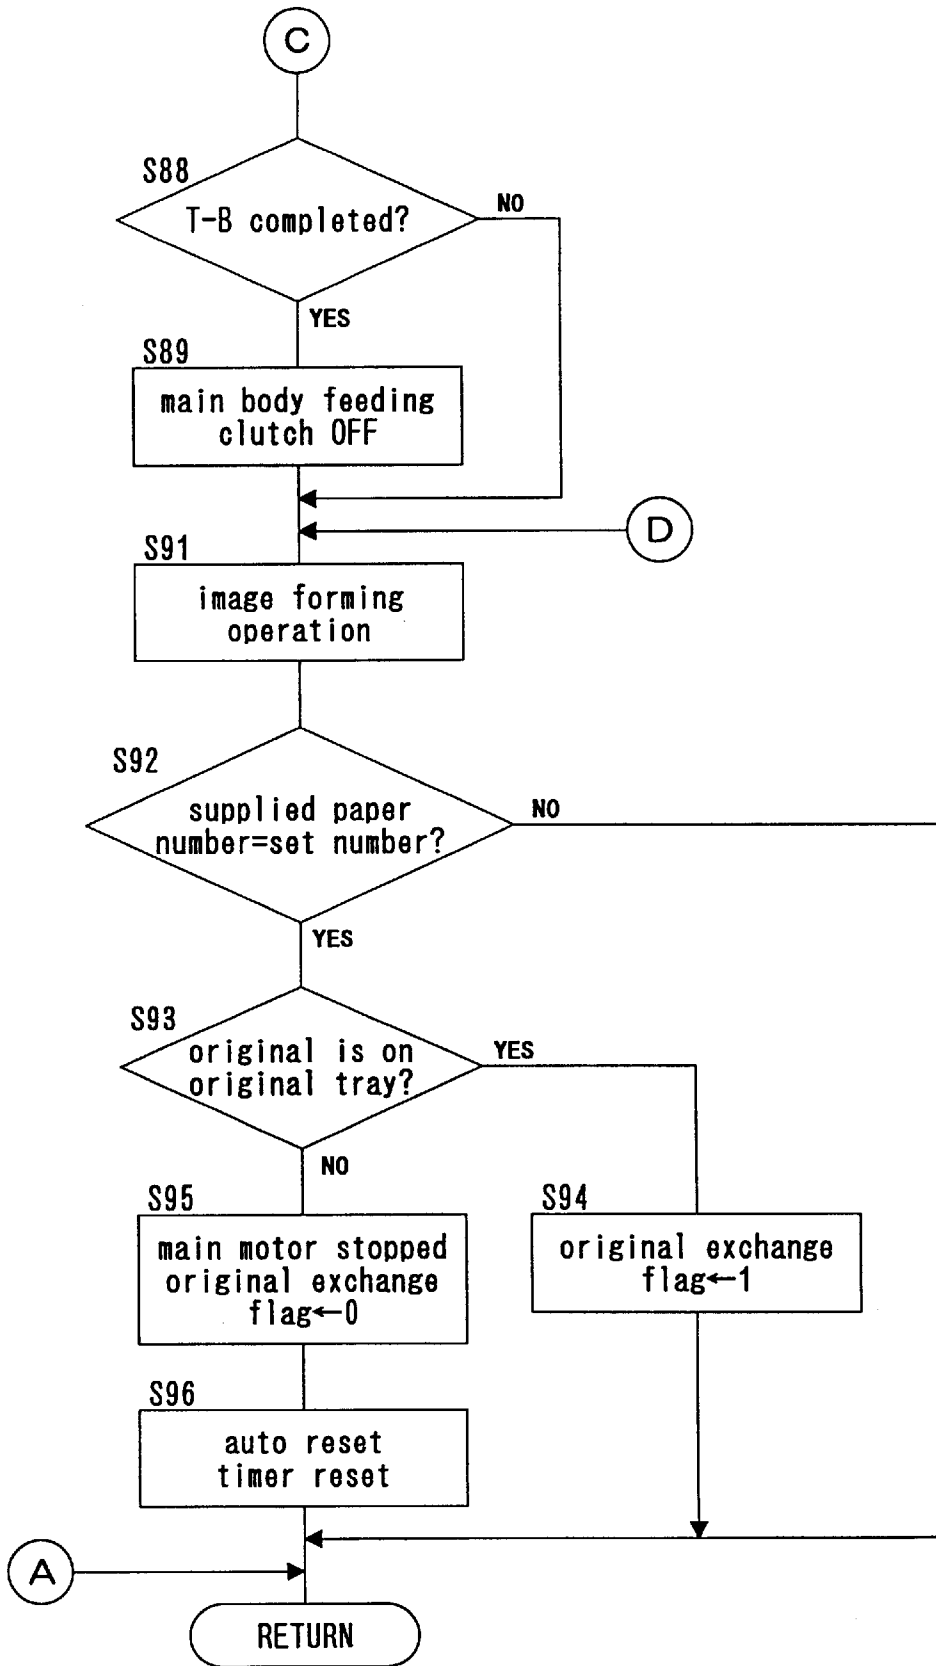 C
S88
T-B completed?
NO
YES
S89
main body feeding
clutch OFF
D
S91
image forming
operation
S92
supplied paper
number=set number?
NO
YES
S93
original is on
original tray?
YES
NO
S95
main motor stopped
original exchange
flag←0
S94
original exchange
flag←1
S96
auto reset
timer reset
A
RETURN